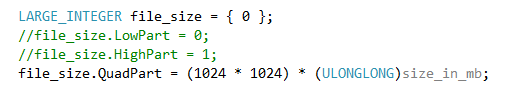 LARGE_INTEGER file_size = { 0 };
//file_size.LowPart = 0;
//file_size.HighPart = 1;
file_size.QuadPart = (1024 * 1024) * (ULONGLONG)size_in_mb;